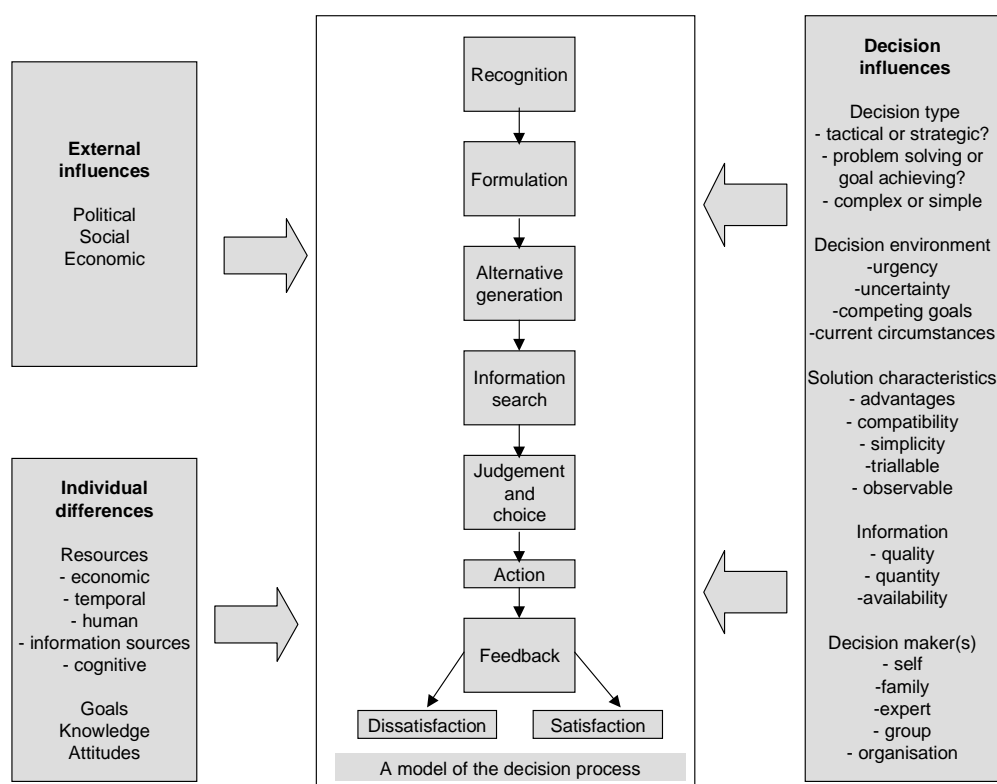 External
influences
Political
Social
Economic
Individual
differences
Resources
- economic
- temporal
- human
- information sources
- cognitive
Goals
Knowledge
Attitudes
Recognition
Formulation
Alternative
generation
Information
search
Judgement
and
choice
Action
Feedback
Dissatisfaction
Satisfaction
A model of the decision process
Decision
influences
Decision type
- tactical or strategic?
- problem solving or
goal achieving?
- complex or simple
Decision environment
-urgency
-uncertainty
-competing goals
-current circumstances
Solution characteristics
- advantages
- compatibility
- simplicity
-triallable
- observable
Information
- quality
- quantity
-availability
Decision maker(s)
- self
-family
-expert
- group
- organisation